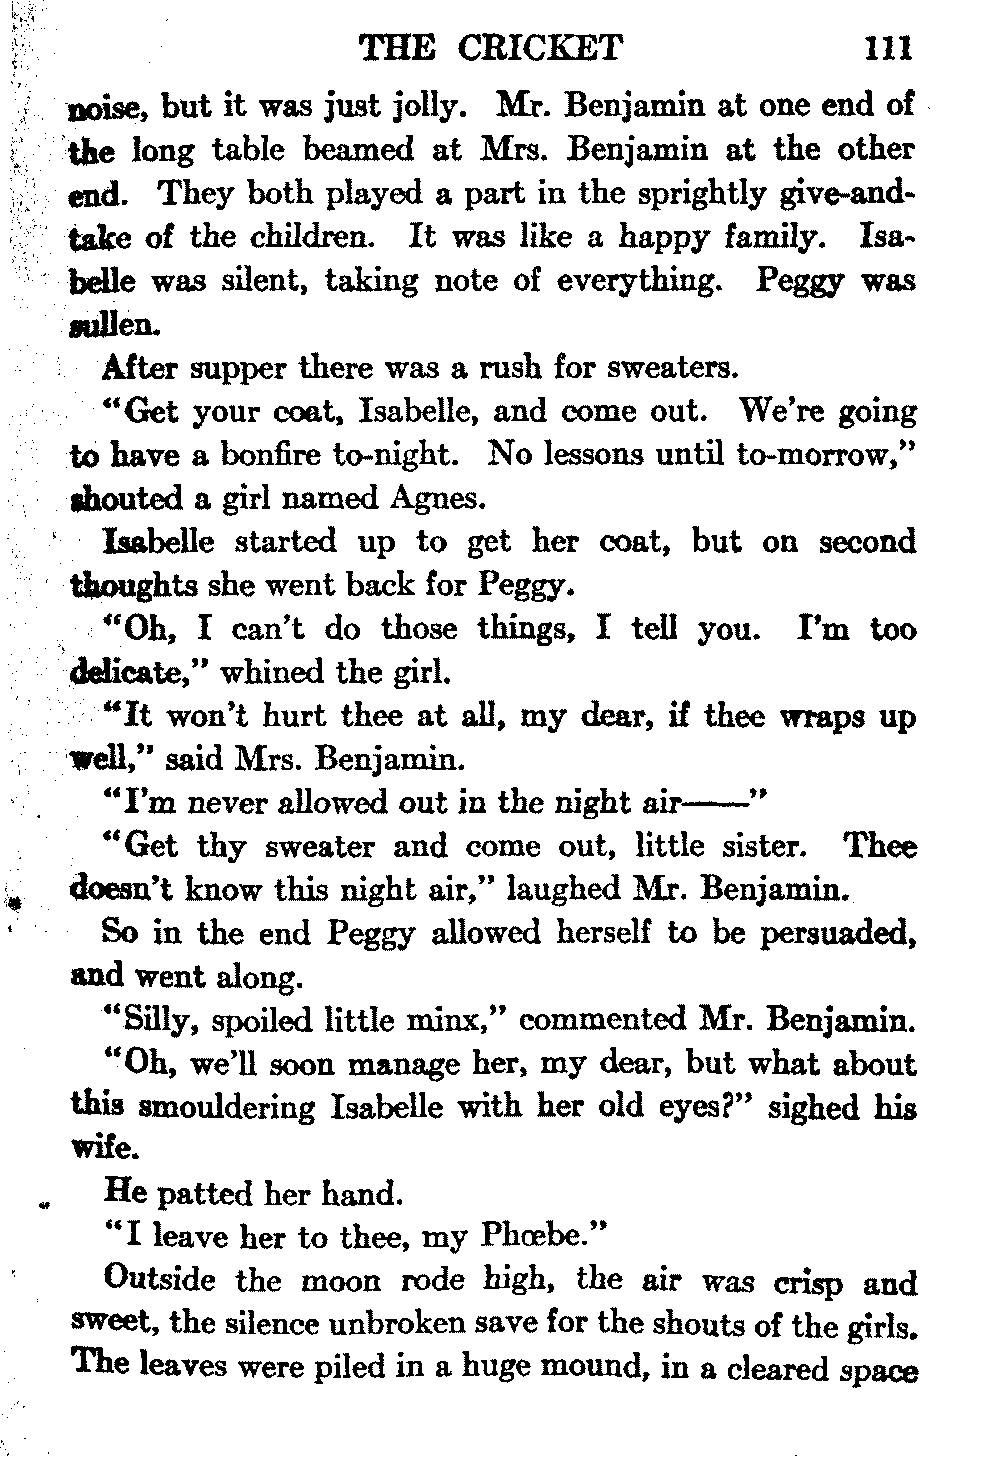 THE CRICKET 111
noise, but it was just jolly. Mr. Benjamin at one end of
the long table beamed at Mrs. Benjamin at the other
end. They both played a part in the sprightly give-and-
take of the children. It was like a happy family. Isa-
belle was silent, taking note of everything. Peggy was
sullen.
After supper there was a rush for sweaters.
"Get your coat, Isabelle, and come out. We're going
to have a bonfire to-night. No lessons until to-morrow,"
shouted a girl named Agnes.
Isabelle started up to get her coat, but on second
thoughts she went back for Peggy.
"Oh, I can't do those things, I tell you. I'm too
delicate," whined the girl.
"It won't hurt thee at all, my dear, if thee wraps up
well," said Mrs. Benjamin.
"I'm never allowed out in the night air——"
"Get thy sweater and come out, little sister. Thee
doesn't know this night air," laughed Mr. Benjamin.
So in the end Peggy allowed herself to be persuaded,
and went along.
"Silly, spoiled little minx," commented Mr. Benjamin.
"Oh, we'll soon manage her, my dear, but what about
this smouldering Isabelle with her old eyes?" sighed his
wife.
He patted her hand.
"I leave her to thee, my Phœbe."
Outside the moon rode high, the air was crisp and
sweet, the silence unbroken save for the shouts of the girls.
The leaves were piled in a huge mound, in a cleared space